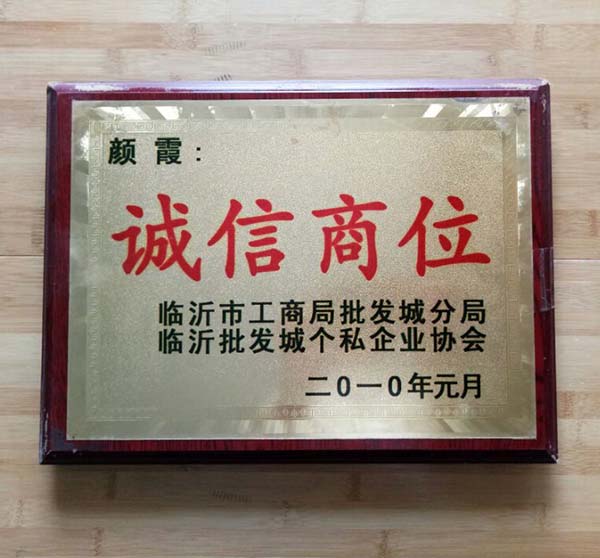 颜霞：
诚信商位
临沂市工商局批发城分局
临沂批发城个私企业协会
二0一0年元月